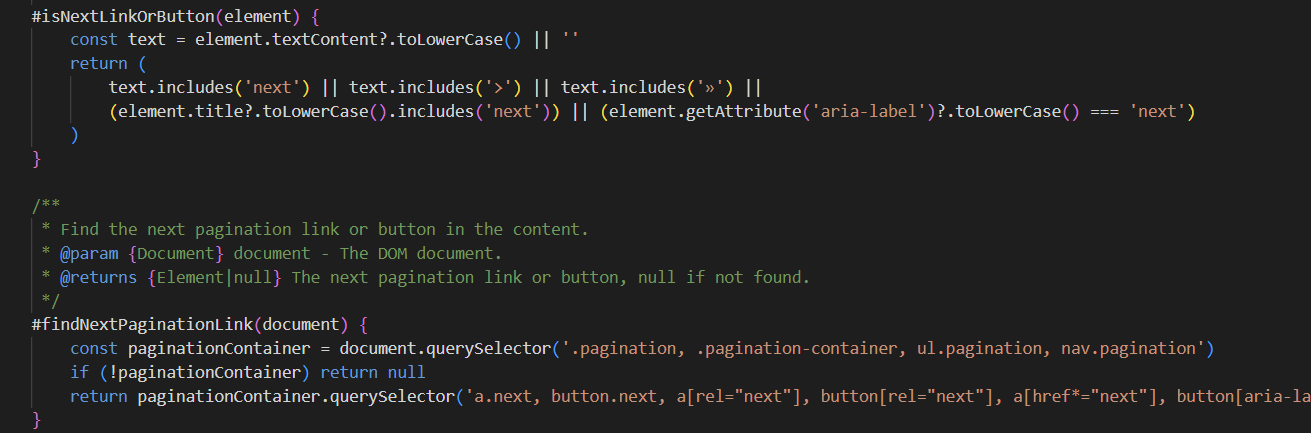 #isNextLinkOrButton(element) {
const text = element.textContent?.toLowerCase() || ''
return (
text.includes('next') || text.includes('>') || text.includes('»') ||
(element.title?.toLowerCase().includes('next')) || (element.getAttribute('aria-label')?.toLowerCase() === 'next')
)
}
/**
* Find the next pagination link or button in the content.
* @param {Document} document - The DOM document.
* @returns {Element|null} The next pagination link or button, null if not found.
*/
#findNextPaginationLink(document) {
const paginationContainer = document.querySelector('.pagination, .pagination-container, ul.pagination, nav.pagination')
if (!paginationContainer) return null
return paginationContainer.querySelector('a.next, button.next, a[rel="next"], button[rel="next"], a[href*="next"], button[aria-la
}